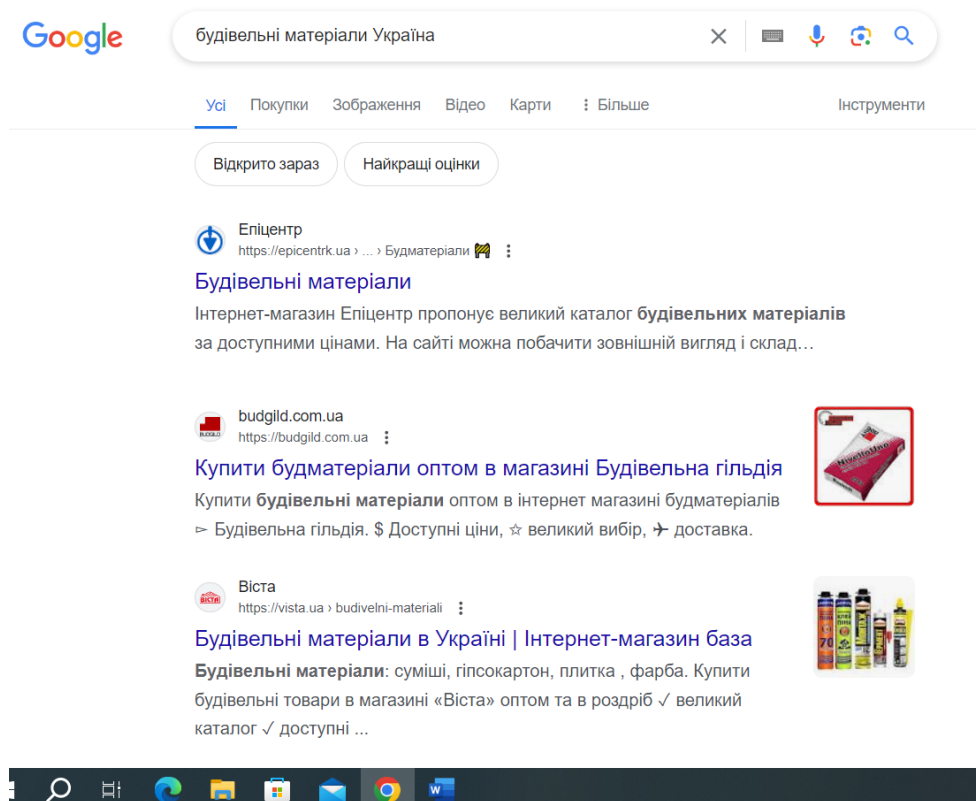 Google
будівельні матеріали Україна
Усі Покупки Зображення Відео Карти Більше Інструменти
Відкрито зараз Найкращі оцінки
Епіцентр
https://epicentrk.ua › ... › Будматеріали 🚧
Будівельні матеріали
Інтернет-магазин Епіцентр пропонує великий каталог будівельних матеріалів
за доступними цінами. На сайті можна побачити зовнішній вигляд і склад...
budgild.com.ua
https://budgild.com.ua
Купити будматеріали оптом в магазині Будівельна гільдія
Купити будівельні матеріали оптом в інтернет магазині будматеріалів
▻ Будівельна гільдія. $ Доступні ціни, ☆ великий вибір, ✈ доставка.
Віста
https://vista.ua › budivelni-materiali
Будівельні матеріали в Україні | Інтернет-магазин база
Будівельні матеріали: суміші, гіпсокартон, плитка , фарба. Купити
будівельні товари в магазині «Віста» оптом та в роздріб ✓ великий
каталог ✓ доступні ...